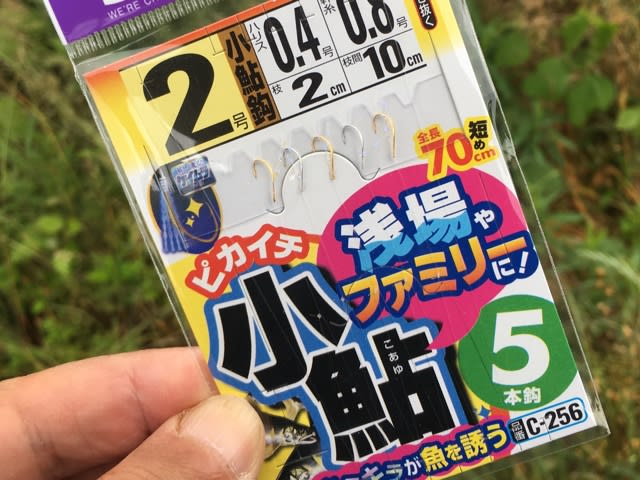 WE'RE CH
2号
小鮎鈎
ハリス 0.4号
幹糸 0.8号
枝 2cm
枝間 10cm
全長 70cm 短め
浅場や
ファミリーに!
ピカイチ
小鮎
こあゆ
5
本鈎
品番 C-256
キラが魚を誘う